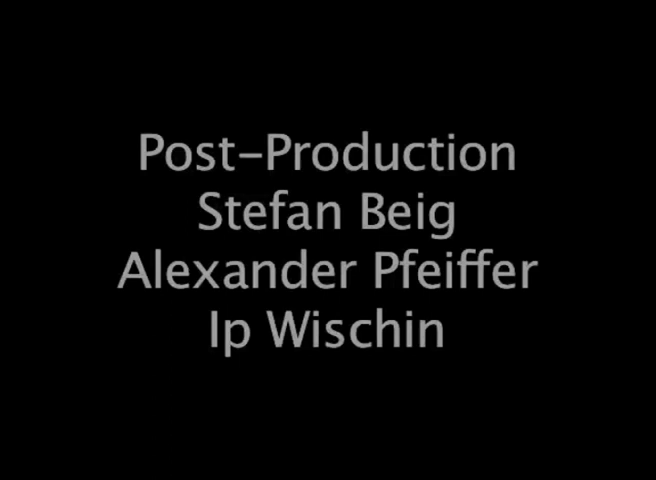 Post-Production
Stefan Beig
Alexander Pfeiffer
Ip Wischin